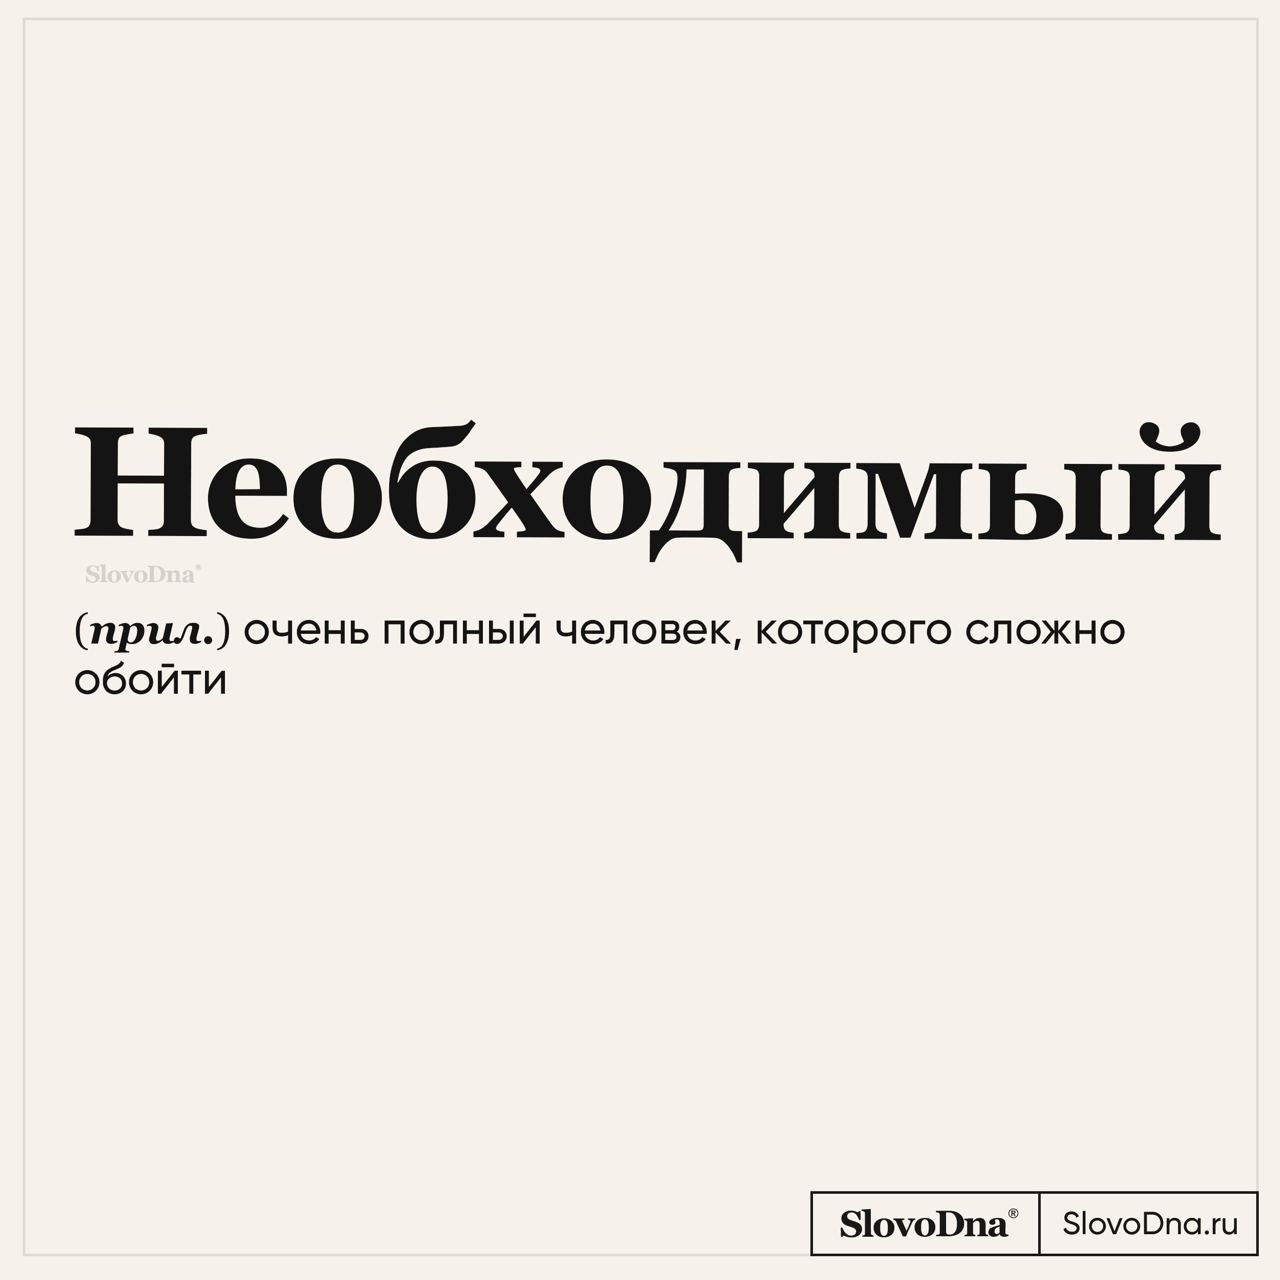 Необходимый
SlovoDna®
(прил.) очень полный человек, которого сложно
обойти
SlovoDna® SlovoDna.ru